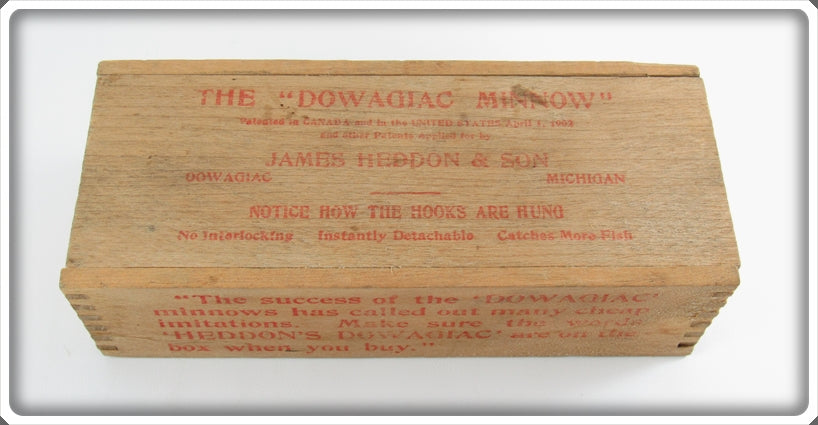 THE "DOWAGIAC MINNOW"
Patented in CANADA and in the UNITED STATES April 1, 1902
and other Patents Applied for by
JAMES HEDDON & SON
DOWAGIAC MICHIGAN
NOTICE HOW THE HOOKS ARE HUNG
No Interlocking Instantly Detachable Catches More Fish
"The success of the 'DOWAGIAC'
minnows has called out many cheap
imitations. Make sure the words
'HEDDON'S DOWAGIAC' are on the
box when you buy."